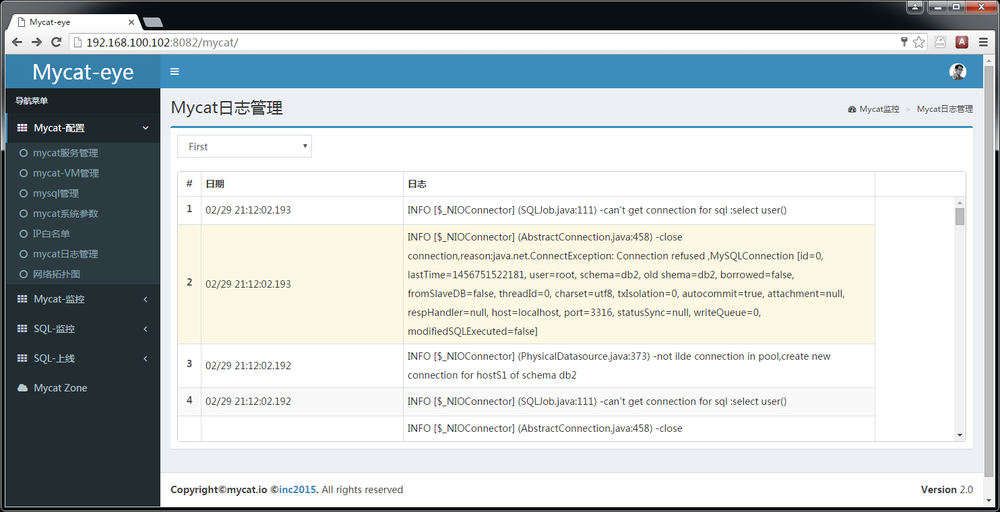 Mycat-eye
192.168.100.102:8082/mycat/
Mycat-eye
导航菜单
Mycat-配置
mycat服务管理
mycat-VM管理
mysql管理
mycat系统参数
IP白名单
mycat日志管理
网络拓扑图
Mycat-监控
SQL-监控
SQL-上线
Mycat Zone
Mycat日志管理
Mycat监控 > Mycat日志管理
First
# 日期 日志
1 02/29 21:12:02.193 INFO [$_NIOConnector] (SQLJob.java:111) -can't get connection for sql :select user()
2 02/29 21:12:02.193 INFO [$_NIOConnector] (AbstractConnection.java:458) -close
connection,reason:java.net.ConnectException: Connection refused ,MySQLConnection [id=0,
lastTime=1456751522181, user=root, schema=db2, old shema=db2, borrowed=false,
fromSlaveDB=false, threadId=0, charset=utf8, txIsolation=0, autocommit=true, attachment=null,
respHandler=null, host=localhost, port=3316, statusSync=null, writeQueue=0,
modifiedSQLExecuted=false]
3 02/29 21:12:02.192 INFO [$_NIOConnector] (PhysicalDatasource.java:373) -not ilde connection in pool,create new
connection for hostS1 of schema db2
4 02/29 21:12:02.192 INFO [$_NIOConnector] (SQLJob.java:111) -can't get connection for sql :select user()
INFO [$_NIOConnector] (AbstractConnection.java:458) -close
Copyright©mycat.io ©inc2015. All rights reserved
Version 2.0